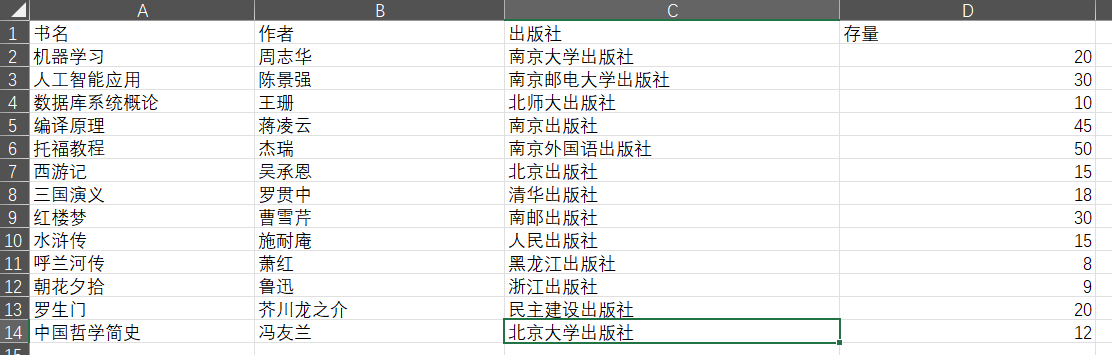 A B C D
1 书名 作者 出版社 存量
2 机器学习 周志华 南京大学出版社 20
3 人工智能应用 陈景强 南京邮电大学出版社 30
4 数据库系统概论 王珊 北师大出版社 10
5 编译原理 蒋凌云 南京出版社 45
6 托福教程 杰瑞 南京外国语出版社 50
7 西游记 吴承恩 北京出版社 15
8 三国演义 罗贯中 清华出版社 18
9 红楼梦 曹雪芹 南邮出版社 30
10 水浒传 施耐庵 人民出版社 15
11 呼兰河传 萧红 黑龙江出版社 8
12 朝花夕拾 鲁迅 浙江出版社 9
13 罗生门 芥川龙之介 民主建设出版社 20
14 中国哲学简史 冯友兰 北京大学出版社 12
15